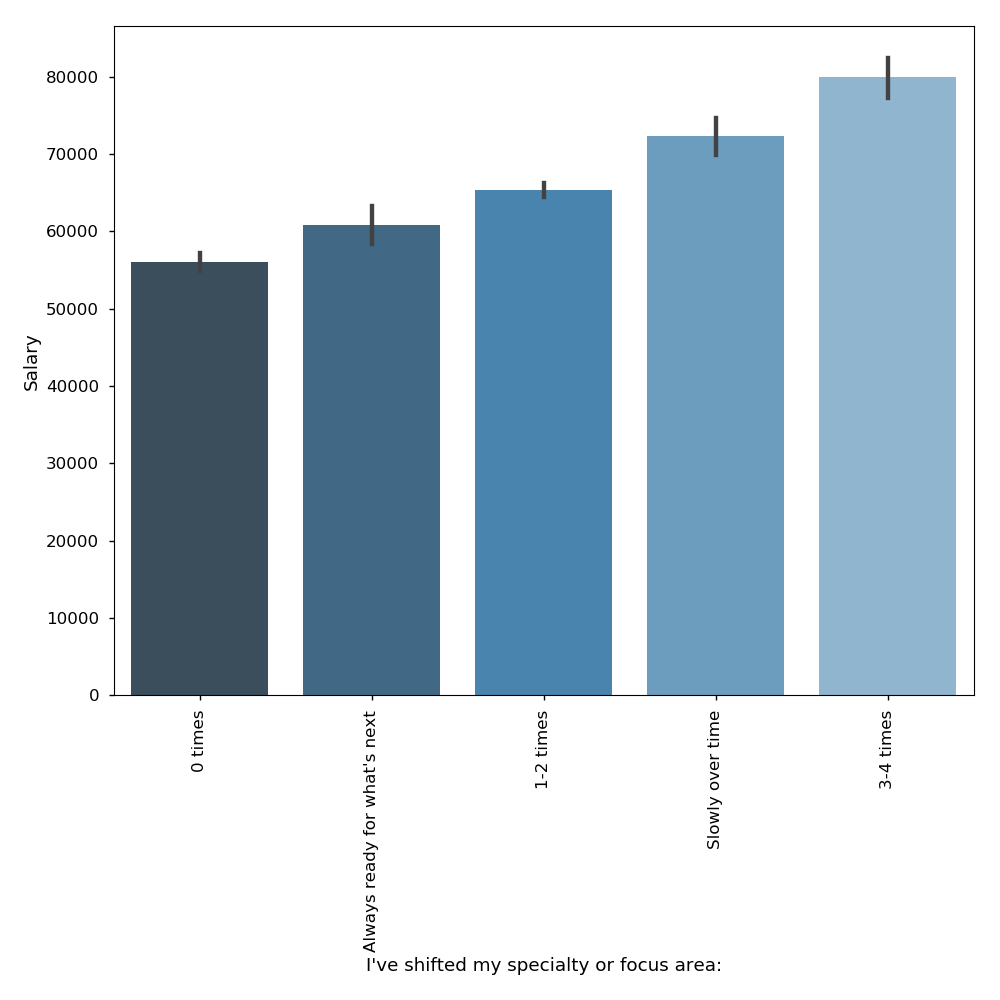 80000
70000
60000
50000
40000
30000
20000
10000
0
Salary
0 times
Always ready for what's next
1-2 times
Slowly over time
3-4 times
I've shifted my specialty or focus area: